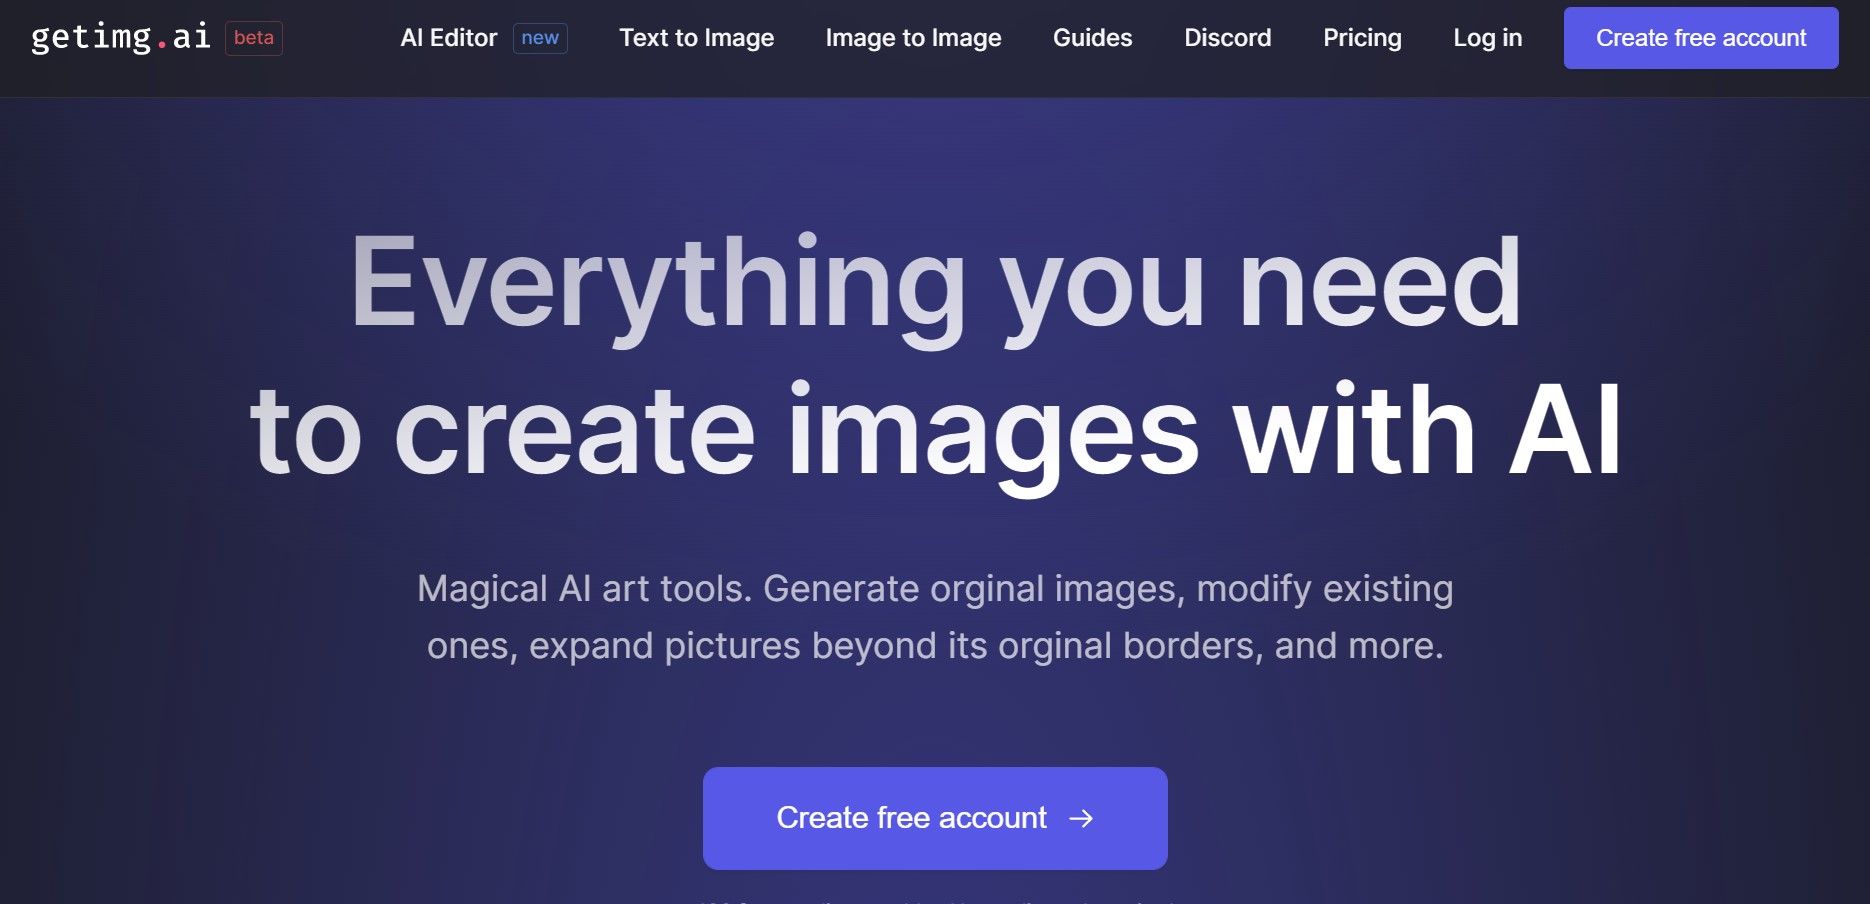 getimg.ai beta AI Editor new Text to Image Image to Image Guides Discord Pricing Log in Create free account
Everything you need
to create images with AI
Magical AI art tools. Generate orginal images, modify existing
ones, expand pictures beyond its orginal borders, and more.
Create free account →